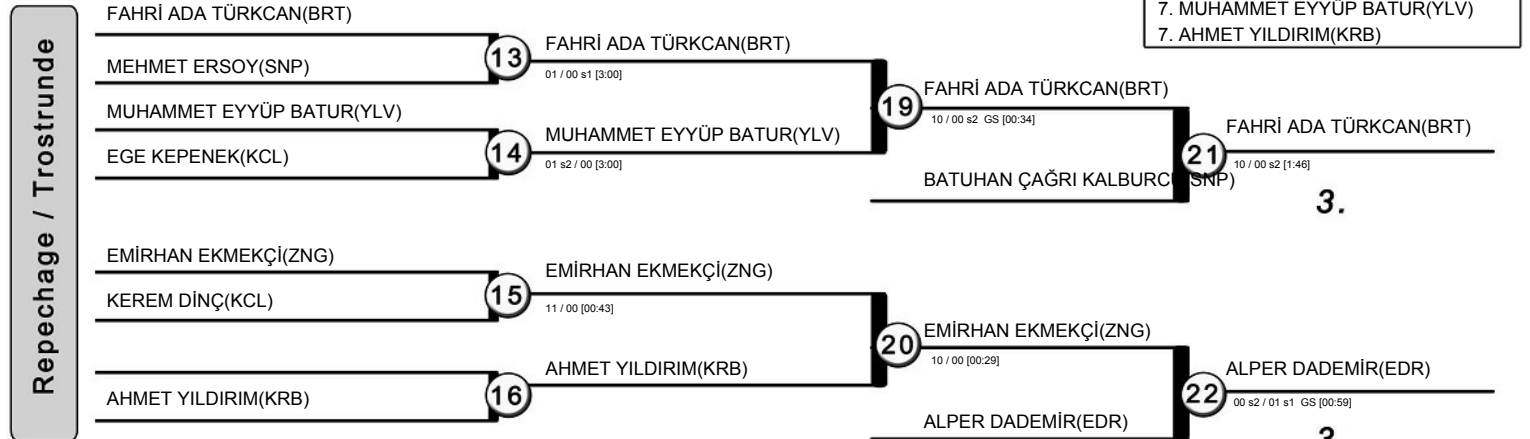 Repechage / Trostrunde
7. MUHAMMET EYYÜP BATUR(YLV)
7. AHMET YILDIRIM(KRB)
FAHRİ ADA TÜRKCAN(BRT)
MEHMET ERSOY(SNP)
13
FAHRİ ADA TÜRKCAN(BRT)
01 / 00 s1 [3:00]
MUHAMMET EYYÜP BATUR(YLV)
EGE KEPENEK(KCL)
14
MUHAMMET EYYÜP BATUR(YLV)
01 s2 / 00 [3:00]
19
FAHRİ ADA TÜRKCAN(BRT)
10 / 00 s2 GS [00:34]
BATUHAN ÇAĞRI KALBURCU(SNP)
21
FAHRİ ADA TÜRKCAN(BRT)
10 / 00 s2 [1:46]
3.
EMİRHAN EKMEKÇİ(ZNG)
KEREM DİNÇ(KCL)
15
EMİRHAN EKMEKÇİ(ZNG)
11 / 00 [00:43]
AHMET YILDIRIM(KRB)
16
AHMET YILDIRIM(KRB)
20
EMİRHAN EKMEKÇİ(ZNG)
10 / 00 [00:29]
ALPER DADEMİR(EDR)
22
ALPER DADEMİR(EDR)
00 s2 / 01 s1 GS [00:59]
3.